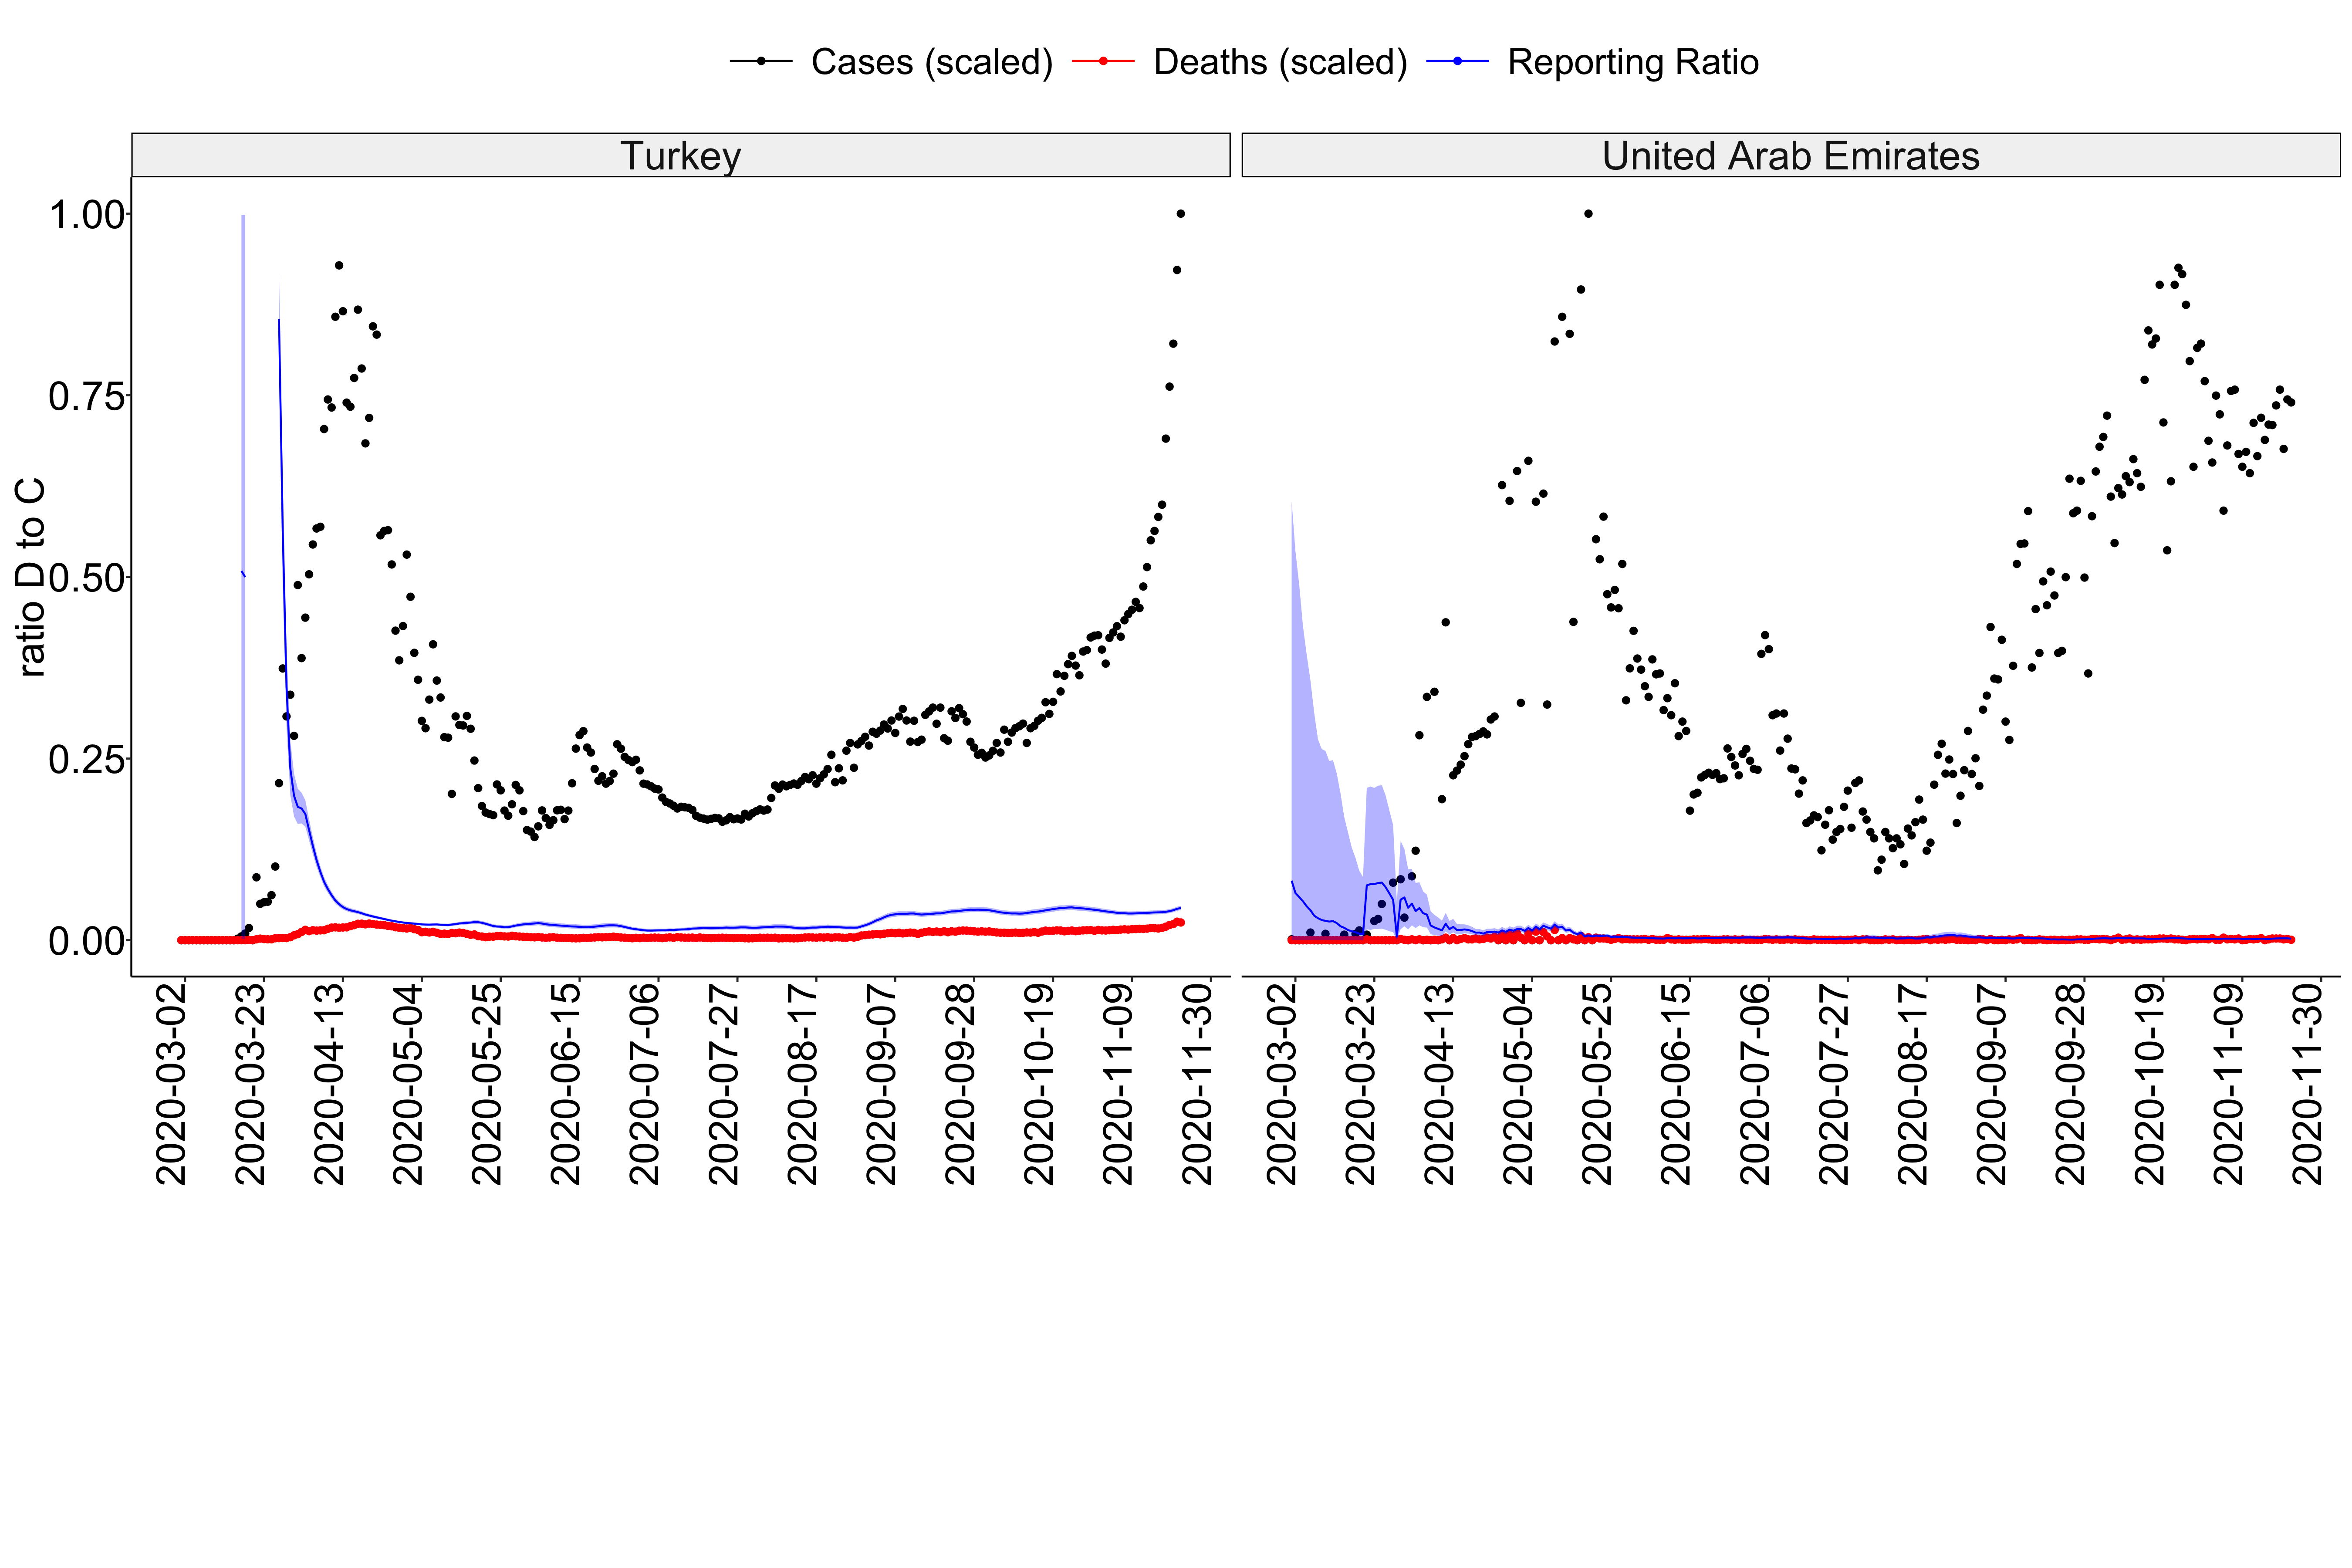 Cases (scaled) Deaths (scaled) Reporting Ratio
Turkey United Arab Emirates
ratio D to C
1.00
0.75
0.50
0.25
0.00
2020-03-02 2020-03-23 2020-04-13 2020-05-04 2020-05-25 2020-06-15 2020-07-06 2020-07-27 2020-08-17 2020-09-07 2020-09-28 2020-10-19 2020-11-09 2020-11-30 2020-03-02 2020-03-23 2020-04-13 2020-05-04 2020-05-25 2020-06-15 2020-07-06 2020-07-27 2020-08-17 2020-09-07 2020-09-28 2020-10-19 2020-11-09 2020-11-30